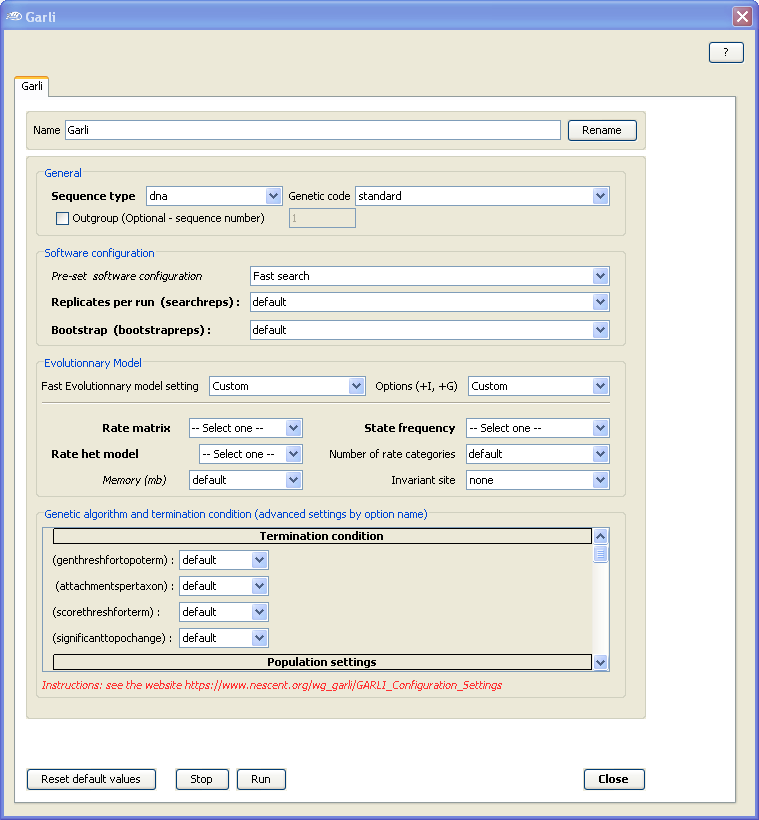 Garli
?
Garli
Name Garli Rename
General
Sequence type dna Genetic code standard
Outgroup (Optional - sequence number) 1
Software configuration
Pre-set software configuration Fast search
Replicates per run (searchreps) : default
Bootstrap (bootstrapreps) : default
Evolutionnary Model
Fast Evolutionnary model setting Custom Options (+I, +G) Custom
Rate matrix -- Select one -- State frequency -- Select one --
Rate het model -- Select one -- Number of rate categories default
Memory (mb) default Invariant site none
Genetic algorithm and termination condition (advanced settings by option name)
Termination condition
(genthreshfortopoterm) : default
(attachmentspertaxon) : default
(scorethreshforterm) : default
(significanttopochange) : default
Population settings
Instructions: see the website https://www.nescent.org/wg_garli/GARLI_Configuration_Settings
Reset default values Stop Run Close